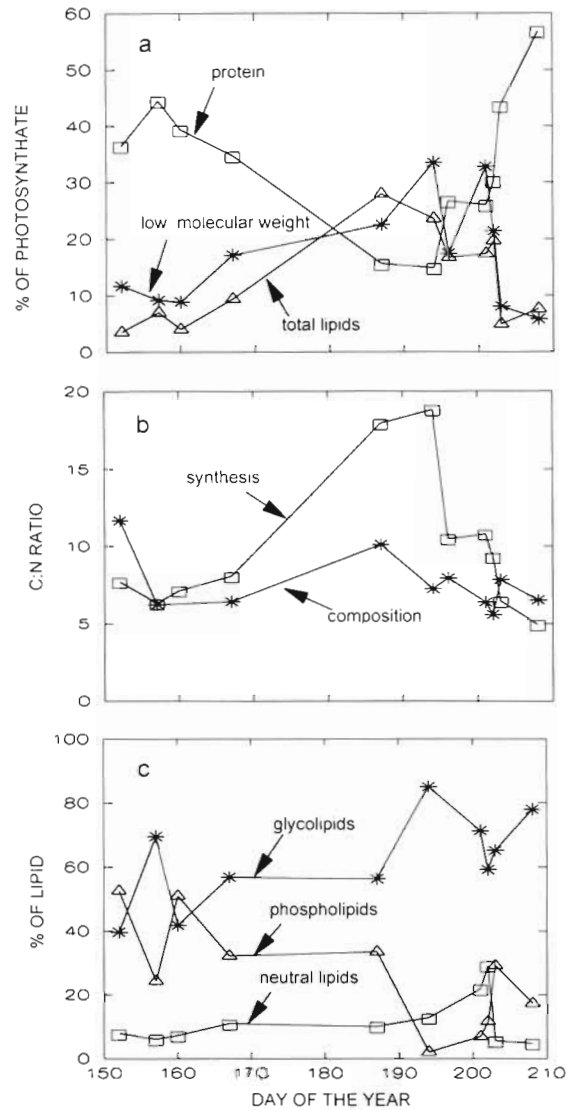 a
60
50
40
30
20
10
0
% OF PHOTOSYNTHATE
protein
low molecular weight
total lipids
b
20
15
10
5
0
C:N RATIO
synthesis
composition
c
100
80
60
40
20
0
% OF LIPID
glycolipids
phospholipids
neutral lipids
150 160 170 180 190 200 210
DAY OF THE YEAR